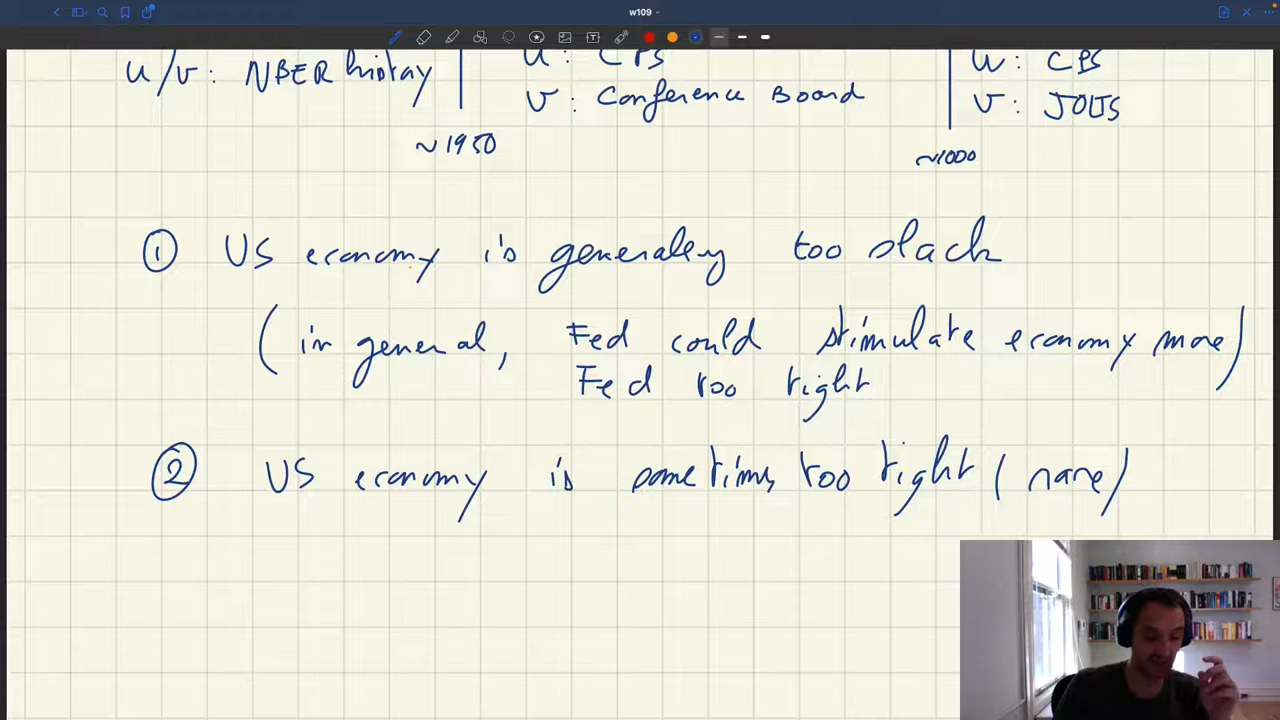 w109
u : CPS
u : CPS
u/v : NBER history
v : Conference Board
v : JOLTS
~1950
~2000
① US economy is generally too slack
(in general, Fed could stimulate economy more)
Fed too tight
② US economy is sometimes too tight (rare)